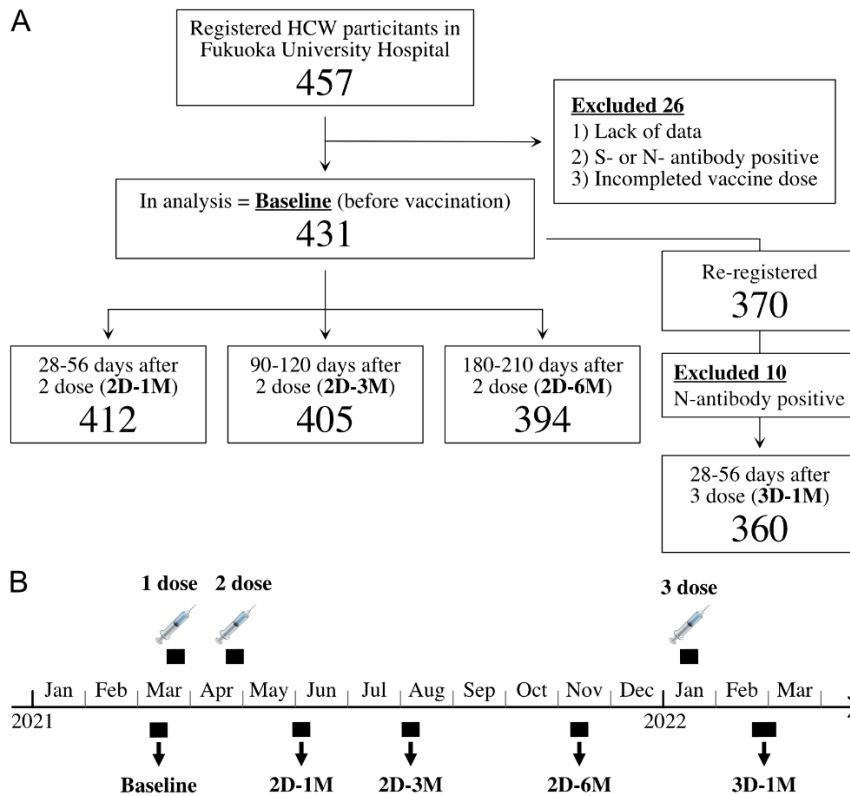 A
Registered HCW particitants in
Fukuoka University Hospital
457
Excluded 26
1) Lack of data
2) S- or N- antibody positive
3) Incompleted vaccine dose
In analysis = Baseline (before vaccination)
431
Re-registered
370
28-56 days after
2 dose (2D-1M)
412
90-120 days after
2 dose (2D-3M)
405
180-210 days after
2 dose (2D-6M)
394
Excluded 10
N-antibody positive
28-56 days after
3 dose (3D-1M)
360
B
1 dose 2 dose 3 dose
Jan Feb Mar Apr May Jun Jul Aug Sep Oct Nov Dec Jan Feb Mar
2021 2022
Baseline 2D-1M 2D-3M 2D-6M 3D-1M